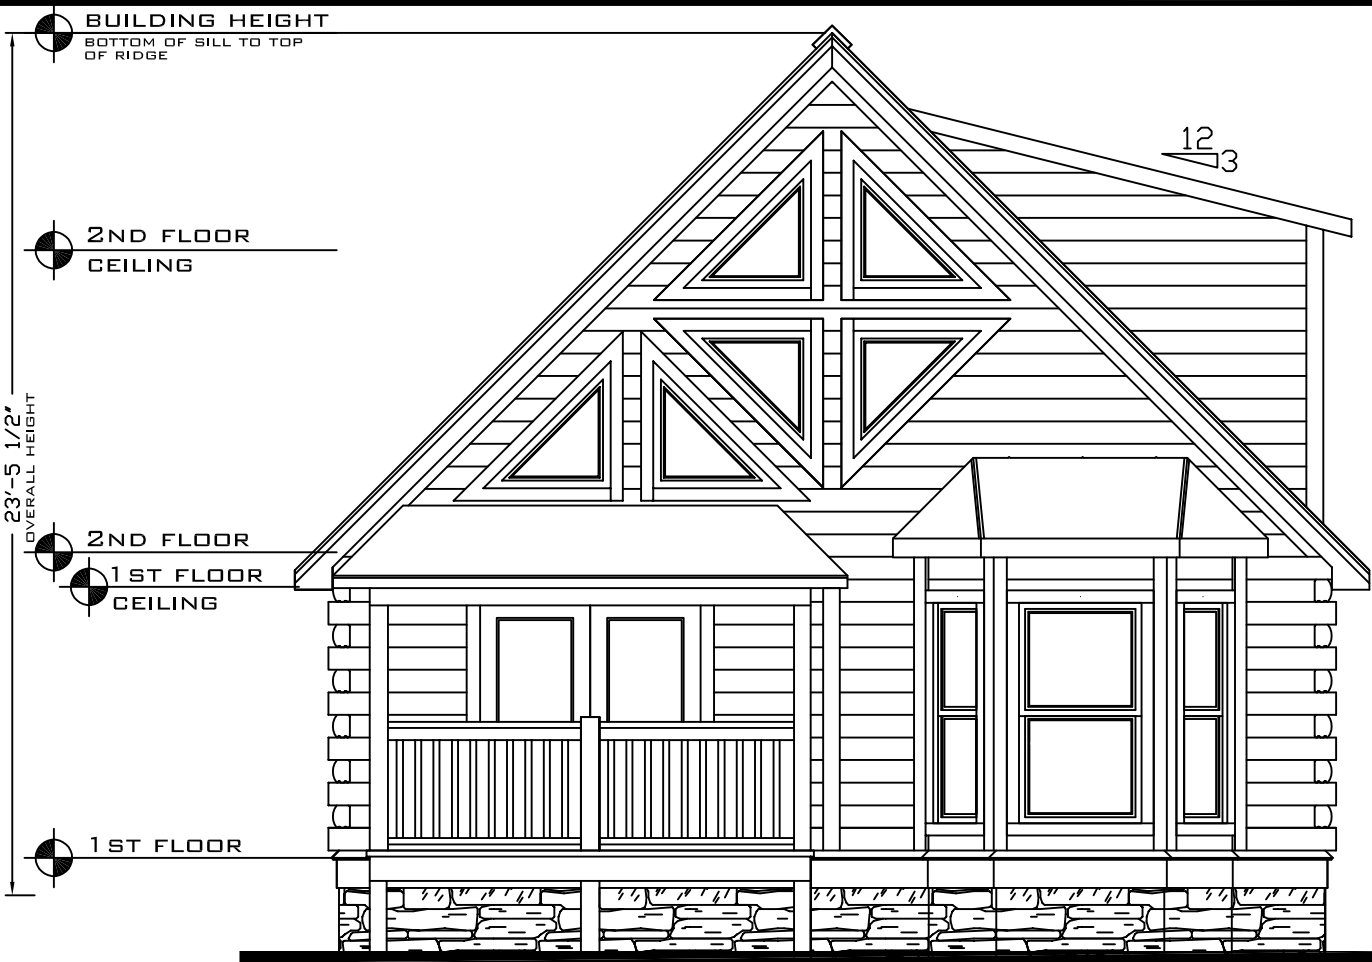 BUILDING HEIGHT
BOTTOM OF SILL TO TOP
OF RIDGE
12
3
2ND FLOOR
CEILING
23'-5 1/2"
OVERALL HEIGHT
2ND FLOOR
1ST FLOOR
CEILING
1ST FLOOR